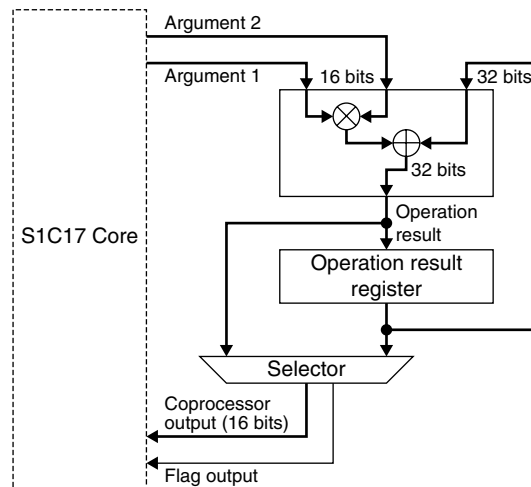 Argument 2
Argument 1
16 bits
32 bits
32 bits
S1C17 Core
Operation
result
Operation result
register
Selector
Coprocessor
output (16 bits)
Flag output